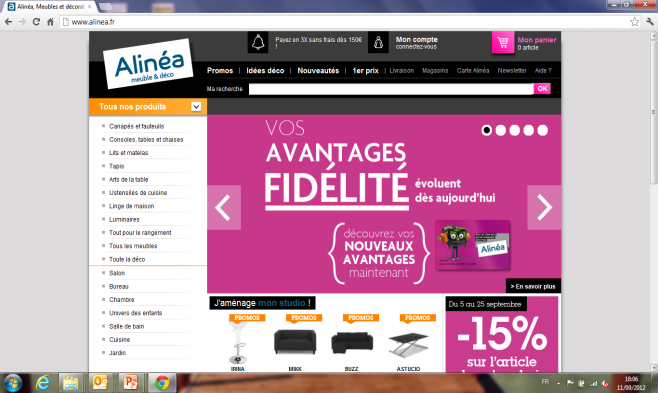 Alinéa, Meubles et décorat
www.alinea.fr
Alinéa
meuble & déco
Payez en 3X sans frais dès 150€
!
Mon compte
connectez-vous
Mon panier
0 article
Promos | Idées déco | Nouveautés | 1er prix | Livraison Magasins Carte Alinéa Newsletter Aide ?
Ma recherche
OK
Tous nos produits
Canapés et fauteuils
Consoles, tables et chaises
Lits et matelas
Tapis
Arts de la table
Ustensiles de cuisine
Linge de maison
Luminaires
Tout pour le rangement
Tous les meubles
Toute la déco
Salon
Bureau
Chambre
Univers des enfants
Salle de bain
Cuisine
Jardin
VOS
AVANTAGES
FIDÉLITÉ
évoluent
dès aujourd'hui
découvrez vos
NOUVEAUX
AVANTAGES
maintenant
Alinéa
> En savoir plus
J'aménage mon studio !
PROMOS PROMOS PROMOS PROMOS
IRINA MIKK BUZZ ASTUCIO
Du 5 au 25 septembre
-15%
sur l'article
FR
18:06
11/09/2012